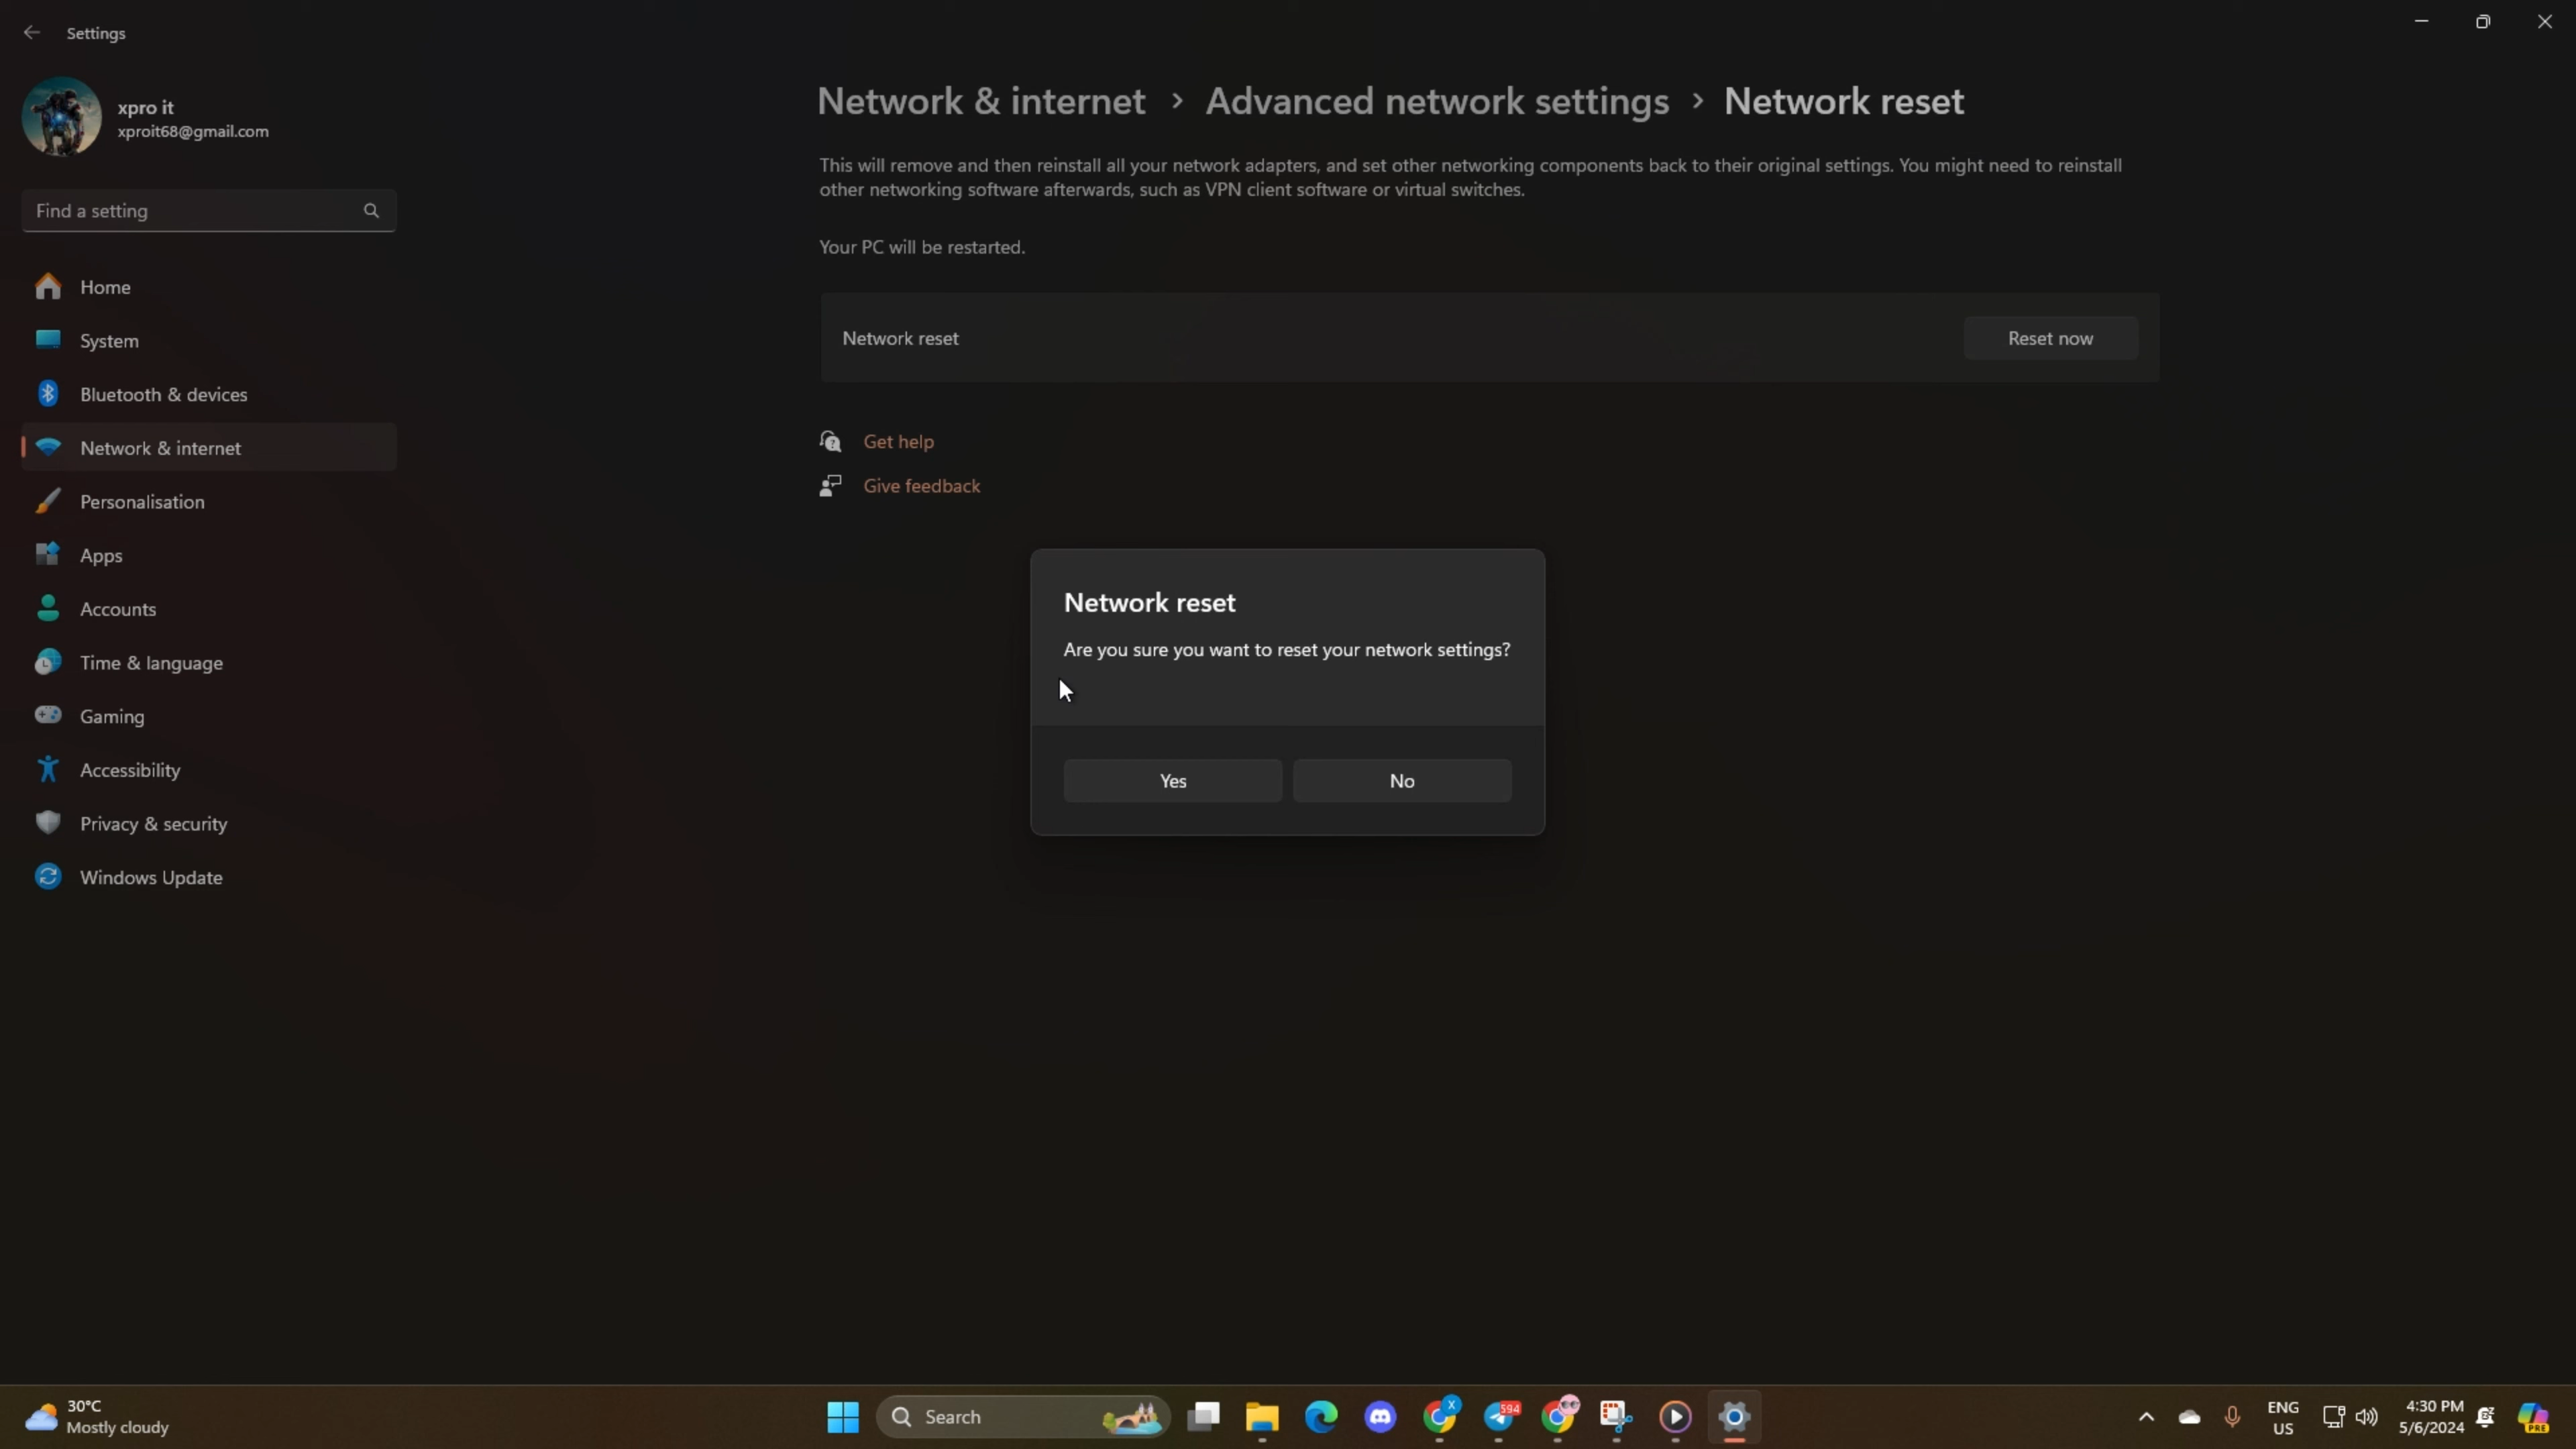 Settings
xpro it
xproit68@gmail.com
Find a setting
Home
System
Bluetooth & devices
Network & internet
Personalisation
Apps
Accounts
Time & language
Gaming
Accessibility
Privacy & security
Windows Update
Network & internet > Advanced network settings > Network reset
This will remove and then reinstall all your network adapters, and set other networking components back to their original settings. You might need to reinstall
other networking software afterwards, such as VPN client software or virtual switches.
Your PC will be restarted.
Network reset
Reset now
Get help
Give feedback
Network reset
Are you sure you want to reset your network settings?
Yes
No
30°C
Mostly cloudy
Search
X
594
ENG
US
4:30 PM
5/6/2024
PRE